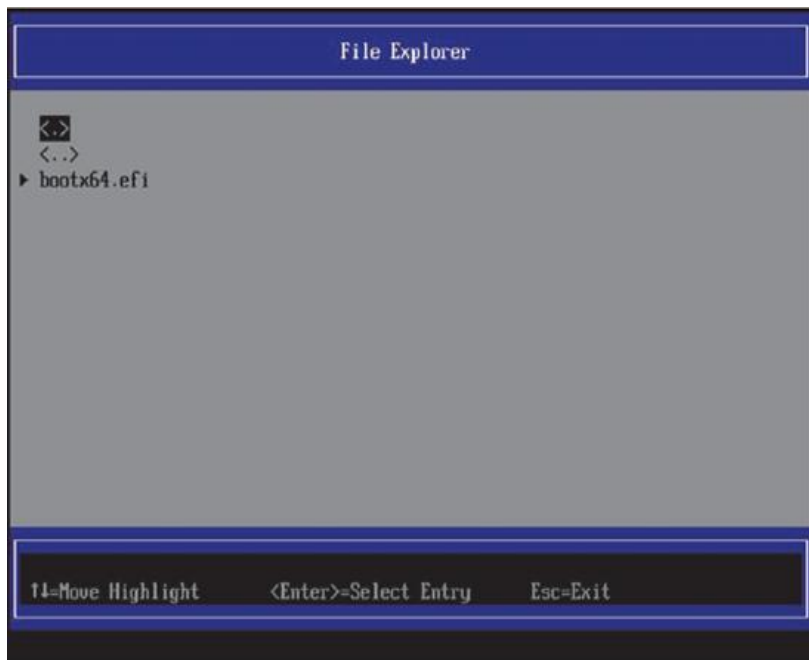 File Explorer
<.>
<..>
bootx64.efi
↑↓=Move Highlight <Enter>=Select Entry Esc=Exit